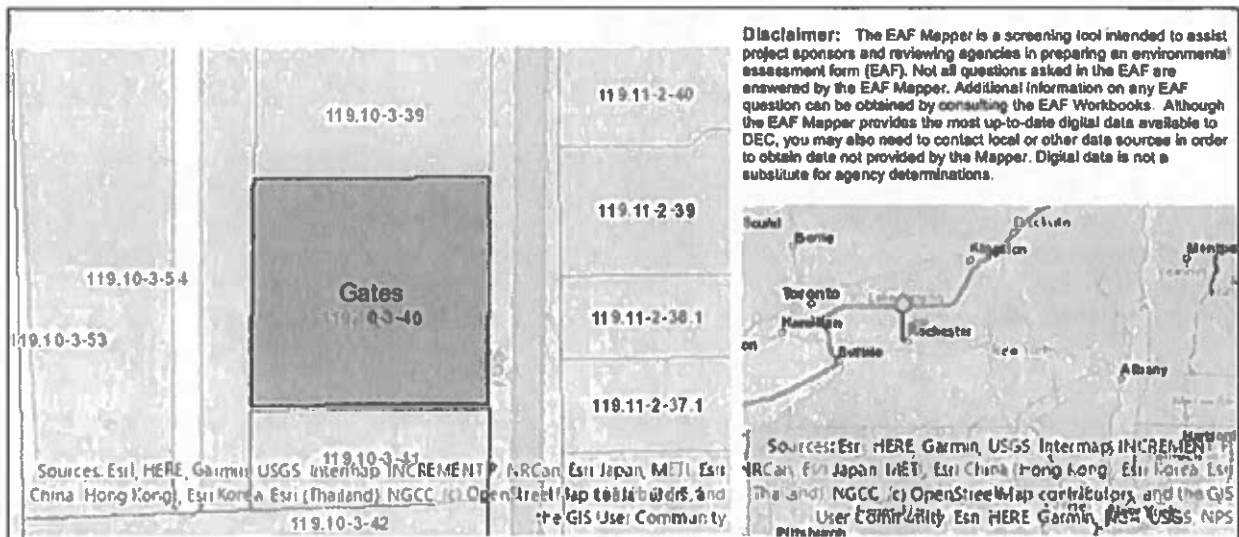 Disclaimer: The EAF Mapper is a screening tool intended to assist
project sponsors and reviewing agencies in preparing an environmental
assessment form (EAF). Not all questions asked in the EAF are
answered by the EAF Mapper. Additional information on any EAF
question can be obtained by consulting the EAF Workbooks. Although
the EAF Mapper provides the most up-to-date digital data available to
DEC, you may also need to contact local or other data sources in order
to obtain data not provided by the Mapper. Digital data is not a
substitute for agency determinations.
119.11-2-40
119.10-3-39
119.11-2-39
119.10-3-54
Gates
119.10-3-40
119.11-2-38.1
119.10-3-53
119.11-2-37.1
119.10-3-41
Sources: Esri, HERE, Garmin, USGS, Intermap, INCREMENT P, NRCan, Esri Japan, METI, Esri
China (Hong Kong), Esri Korea, Esri (Thailand), NGCC, (c) OpenStreetMap contributors, and
the GIS User Community
119.10-3-42
Barrie
Kingston
Toronto
Hamilton
Rochester
Buffalo
Albany
Sources: Esri, HERE, Garmin, USGS, Intermap, INCREMENT P,
NRCan, Esri Japan, METI, Esri China (Hong Kong), Esri Korea, Esri
(Thailand), NGCC, (c) OpenStreetMap contributors, and the GIS
User Community, Esri, HERE, Garmin, USGS, NPS
Pittsburgh